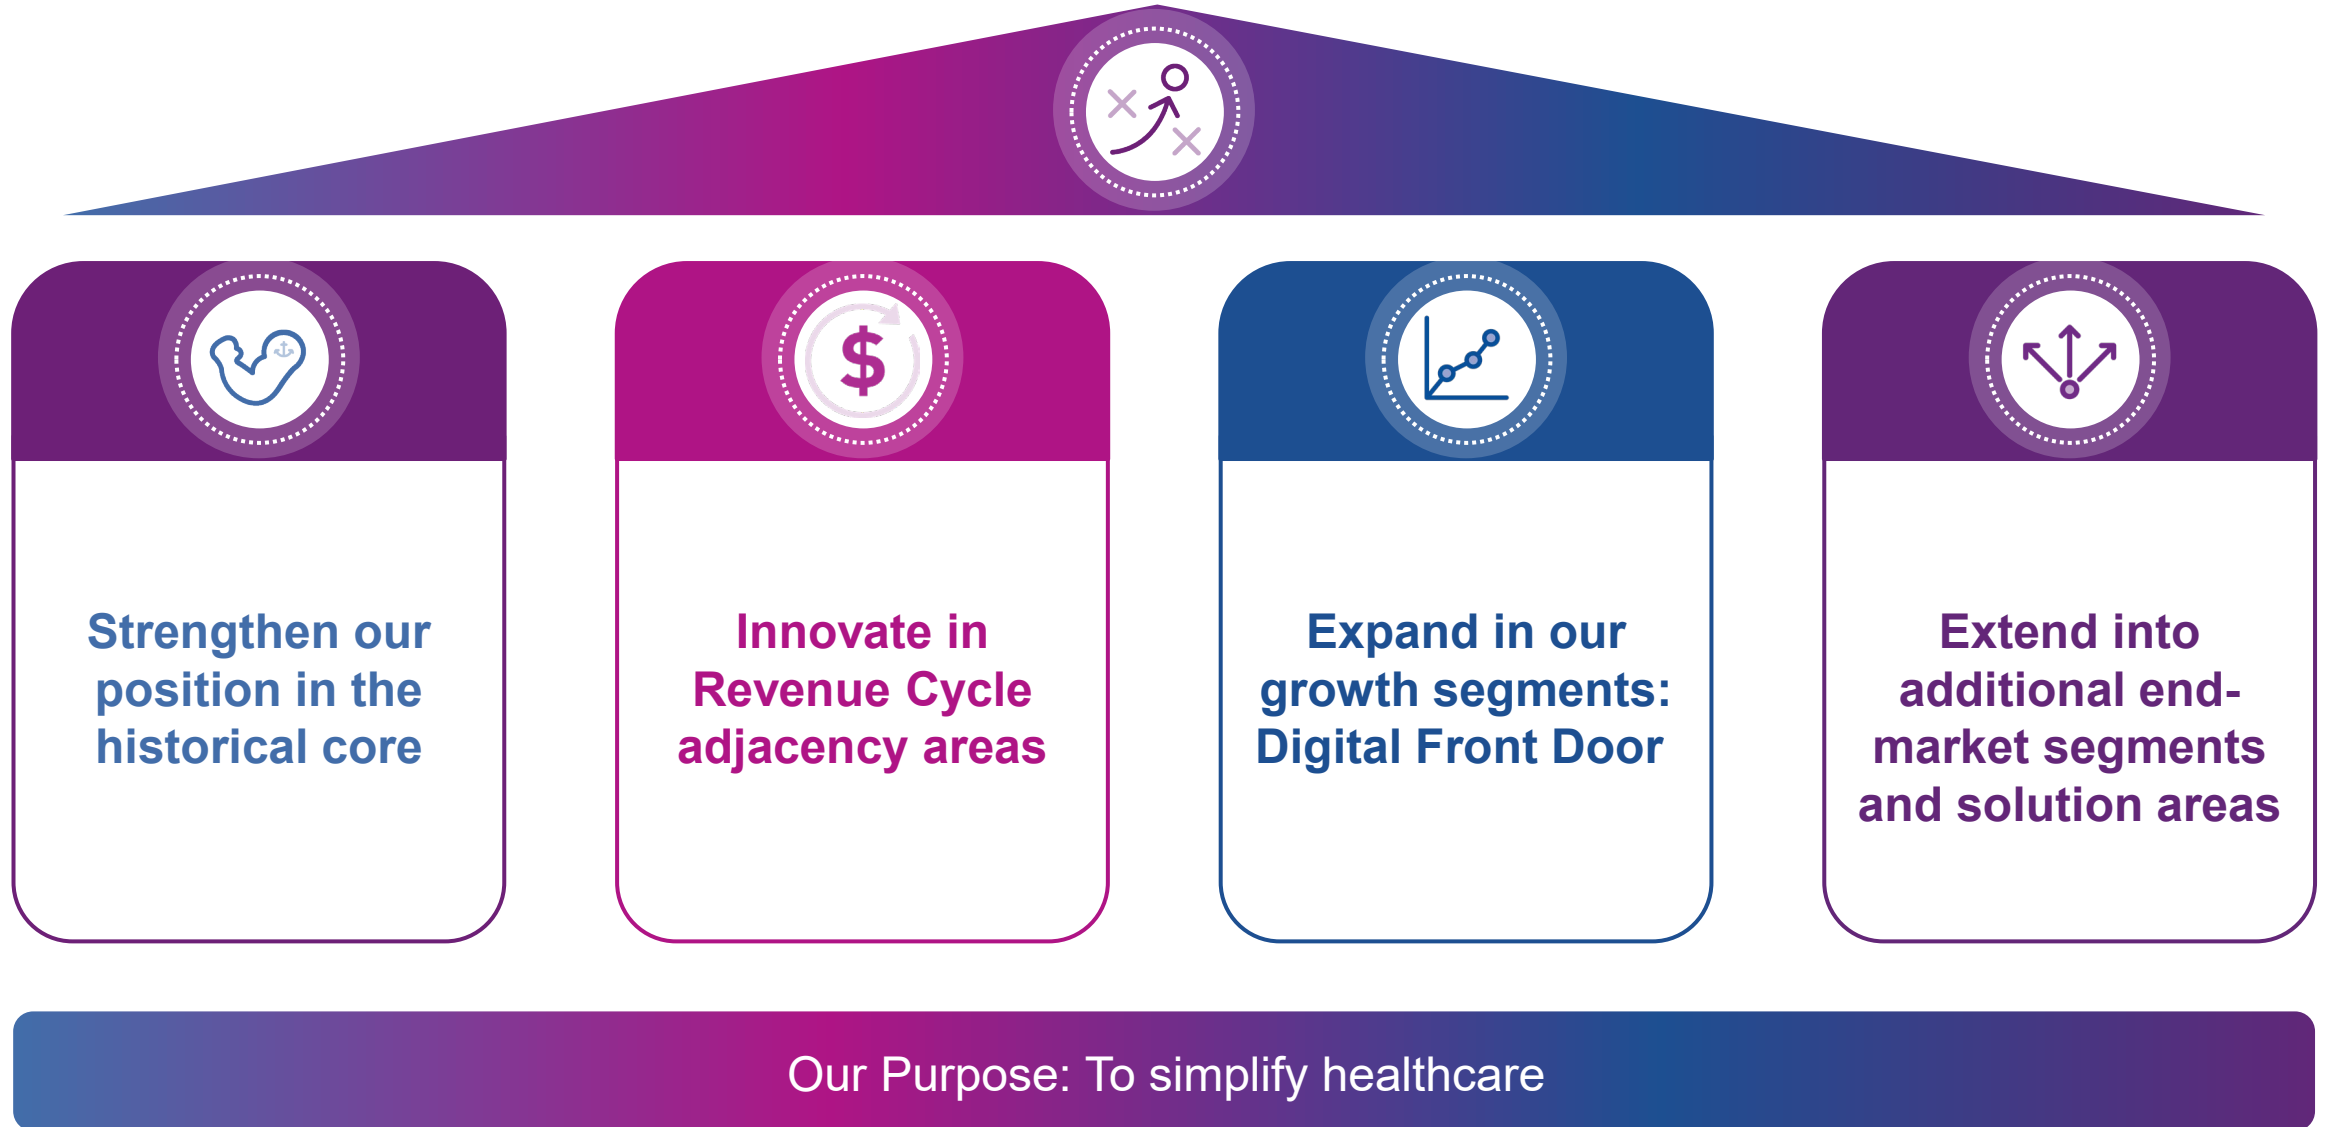 Strengthen our
position in the
historical core
Innovate in
Revenue Cycle
adjacency areas
Expand in our
growth segments:
Digital Front Door
Extend into
additional end-
market segments
and solution areas
Our Purpose: To simplify healthcare